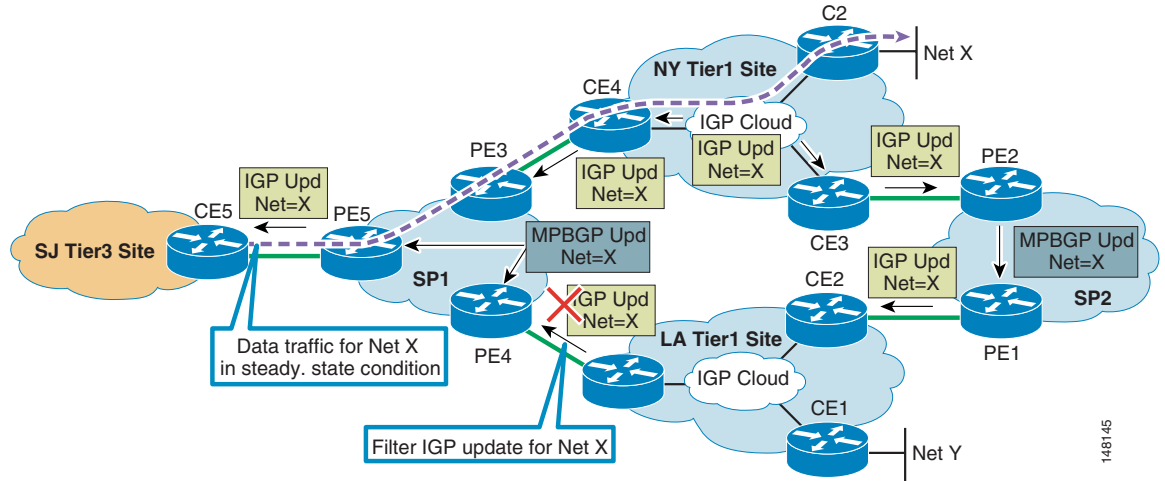 C2
NY Tier1 Site
Net X
CE4
IGP Cloud
PE3
IGP Upd
Net=X
IGP Upd
Net=X
IGP Upd
Net=X
PE2
IGP Upd
Net=X
CE5
PE5
CE3
SJ Tier3 Site
MPBGP Upd
Net=X
MPBGP Upd
Net=X
SP1
CE2
IGP Upd
Net=X
SP2
IGP Upd
Net=X
LA Tier1 Site
Data traffic for Net X
in steady. state condition
PE4
PE1
IGP Cloud
CE1
Filter IGP update for Net X
Net Y
148145